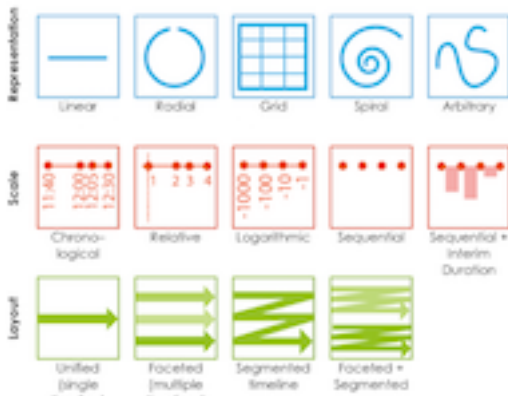 Representation
Linear
Radial
Grid
Spiral
Arbitrary
Scale
11:40
12:00
12:05
12:30
1 2 3 4
-1000
-100
-10
-1
Chrono-
logical
Relative
Logarithmic
Sequential
Sequential +
Interim
Duration
Layout
Unified
(single
Faceted
(multiple
Segmented
timeline
Faceted +
Segmented